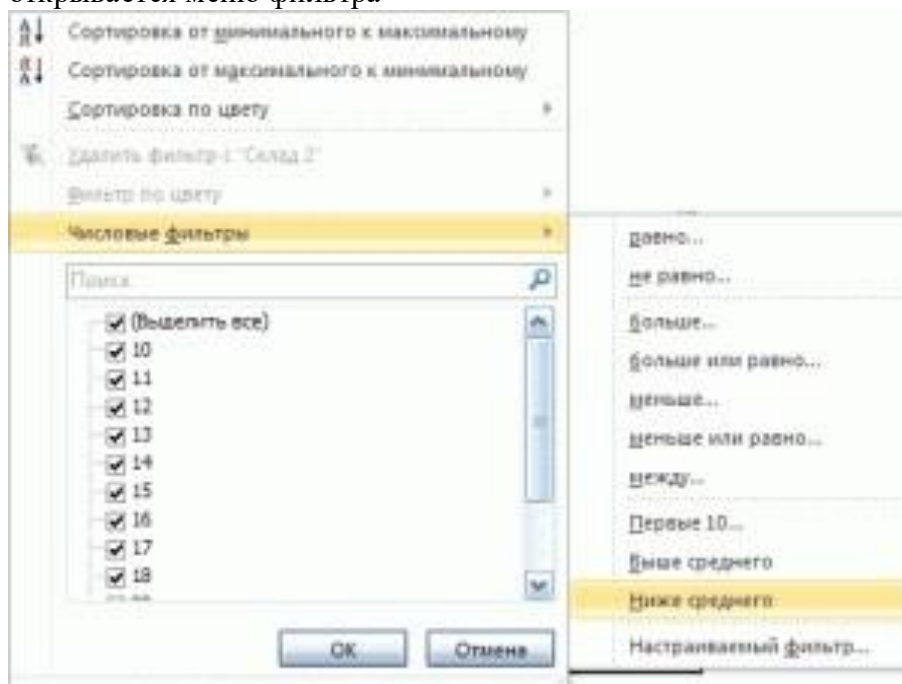 открывается меню фильтра
Сортировка от минимального к максимальному
Сортировка от максимального к минимальному
Сортировка по цвету
Удалить фильтр с "Склад 2"
Фильтр по цвету
Числовые фильтры
Поиск
(Выделить все)
10
11
12
13
14
15
16
17
18
ОК
Отмена
равно...
не равно...
больше...
больше или равно...
меньше...
меньше или равно...
между...
Первые 10...
Выше среднего
Ниже среднего
Настраиваемый фильтр...